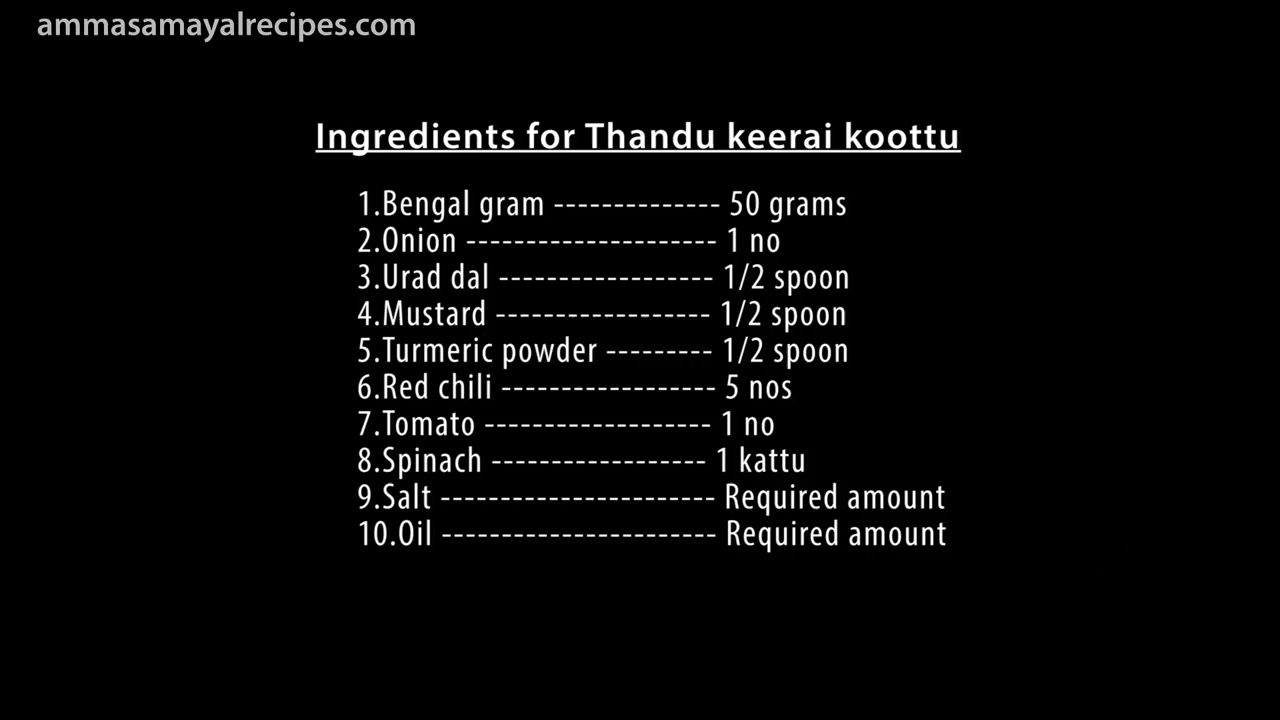 ammasamayalrecipes.com
Ingredients for Thandu keerai koottu
1.Bengal gram -------------- 50 grams
2.Onion --------------------- 1 no
3.Urad dal ------------------ 1/2 spoon
4.Mustard ------------------ 1/2 spoon
5.Turmeric powder --------- 1/2 spoon
6.Red chili ------------------ 5 nos
7.Tomato ------------------- 1 no
8.Spinach ------------------ 1 kattu
9.Salt ----------------------- Required amount
10.Oil ----------------------- Required amount